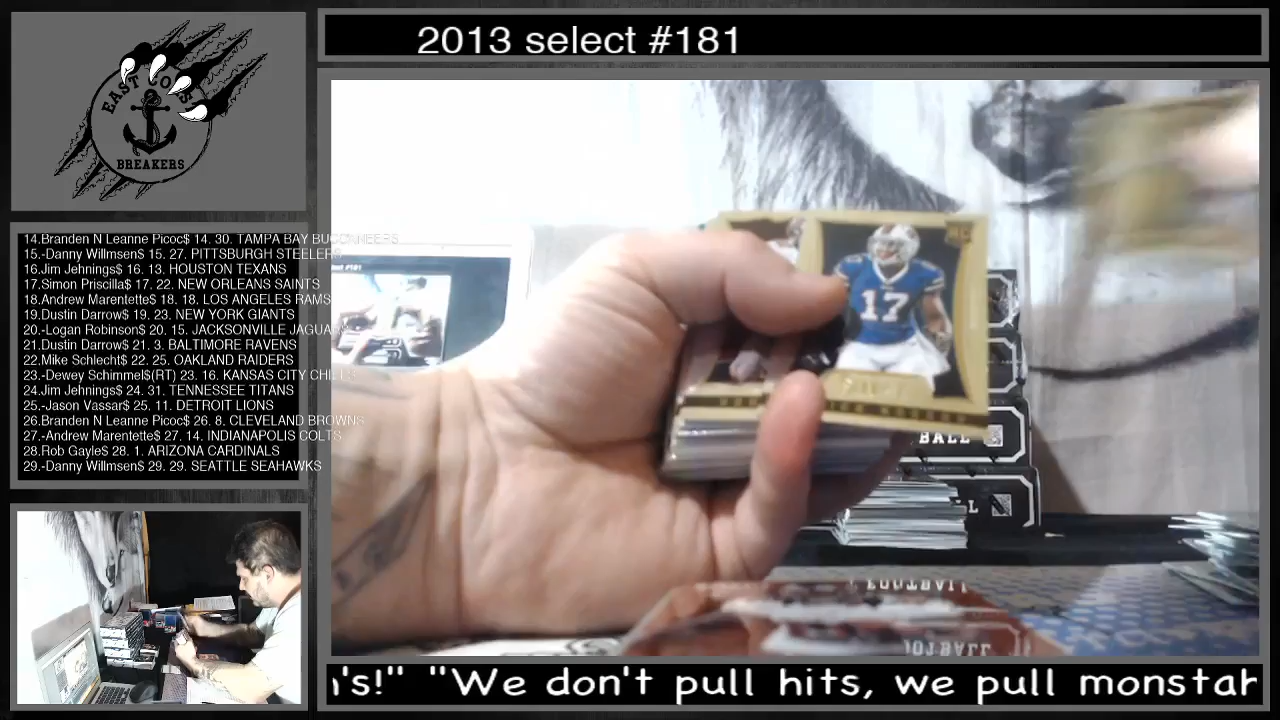 2013 select #181
EAST COAST
BREAKERS
14.Branden N Leanne Picoc$ 14. 30. TAMPA BAY BUCCANEERS
15.-Danny Willmsen$ 15. 27. PITTSBURGH STEELERS
16.Jim Jehnings$ 16. 13. HOUSTON TEXANS
17.Simon Priscilla$ 17. 22. NEW ORLEANS SAINTS
18.Andrew Marentette$ 18. 18. LOS ANGELES RAMS
19.Dustin Darrow$ 19. 23. NEW YORK GIANTS
20.-Logan Robinson$ 20. 15. JACKSONVILLE JAGUA
21.Dustin Darrow$ 21. 3. BALTIMORE RAVENS
22.Mike Schlecht$ 22. 25. OAKLAND RAIDERS
23.-Dewey Schimmel$(RT) 23. 16. KANSAS CITY CHI
24.Jim Jehnings$ 24. 31. TENNESSEE TITANS
25.-Jason Vassar$ 25. 11. DETROIT LIONS
26.Branden N Leanne Picoc$ 26. 8. CLEVELAND BROWNS
27.-Andrew Marentette$ 27. 14. INDIANAPOLIS COLTS
28.Rob Gayle$ 28. 1. ARIZONA CARDINALS
29.-Danny Willmsen$ 29. 29. SEATTLE SEAHAWKS
17
BALL
L
FOOTBALL
FOOTBALL
n's!" "We don't pull hits, we pull monstar